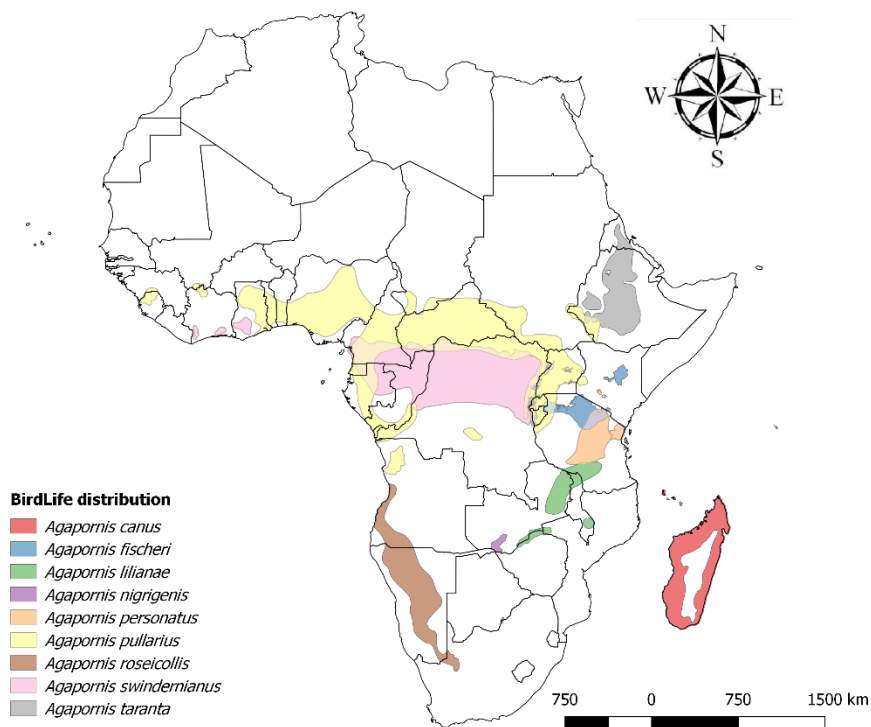 N
W E
S
BirdLife distribution
Agapornis canus
Agapornis fischeri
Agapornis lilianae
Agapornis nigrigenis
Agapornis personatus
Agapornis pullarius
Agapornis roseicollis
Agapornis swindernianus
Agapornis taranta
750 0 750 1500 km